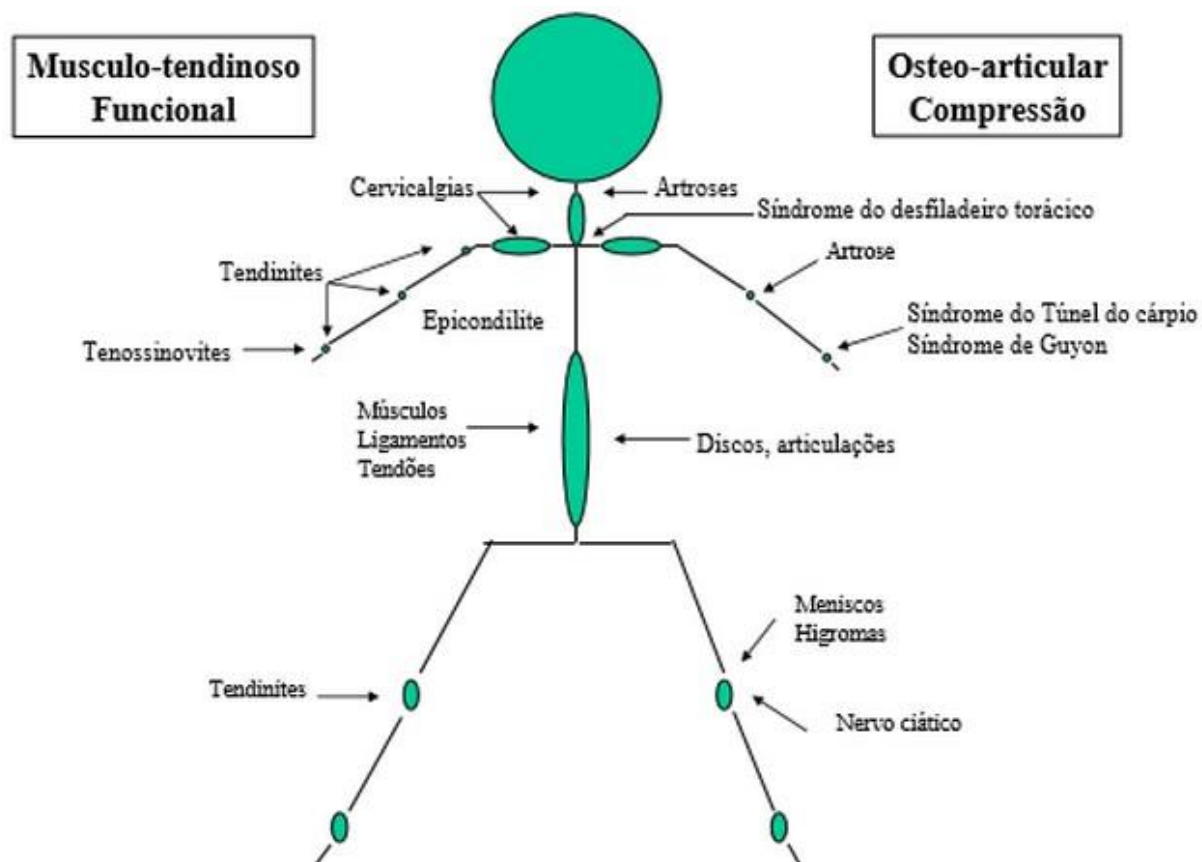 Musculo-tendinoso
Funcional
Osteo-articular
Compressão
Cervicalgias
Artroses
Síndrome do desfiladeiro torácico
Tendinites
Artrose
Epicondilite
Síndrome do Túnel do cárpio
Síndrome de Guyon
Tenossinovites
Músculos
Ligamentos
Tendões
Discos, articulações
Meniscos
Higromas
Tendinites
Nervo ciático